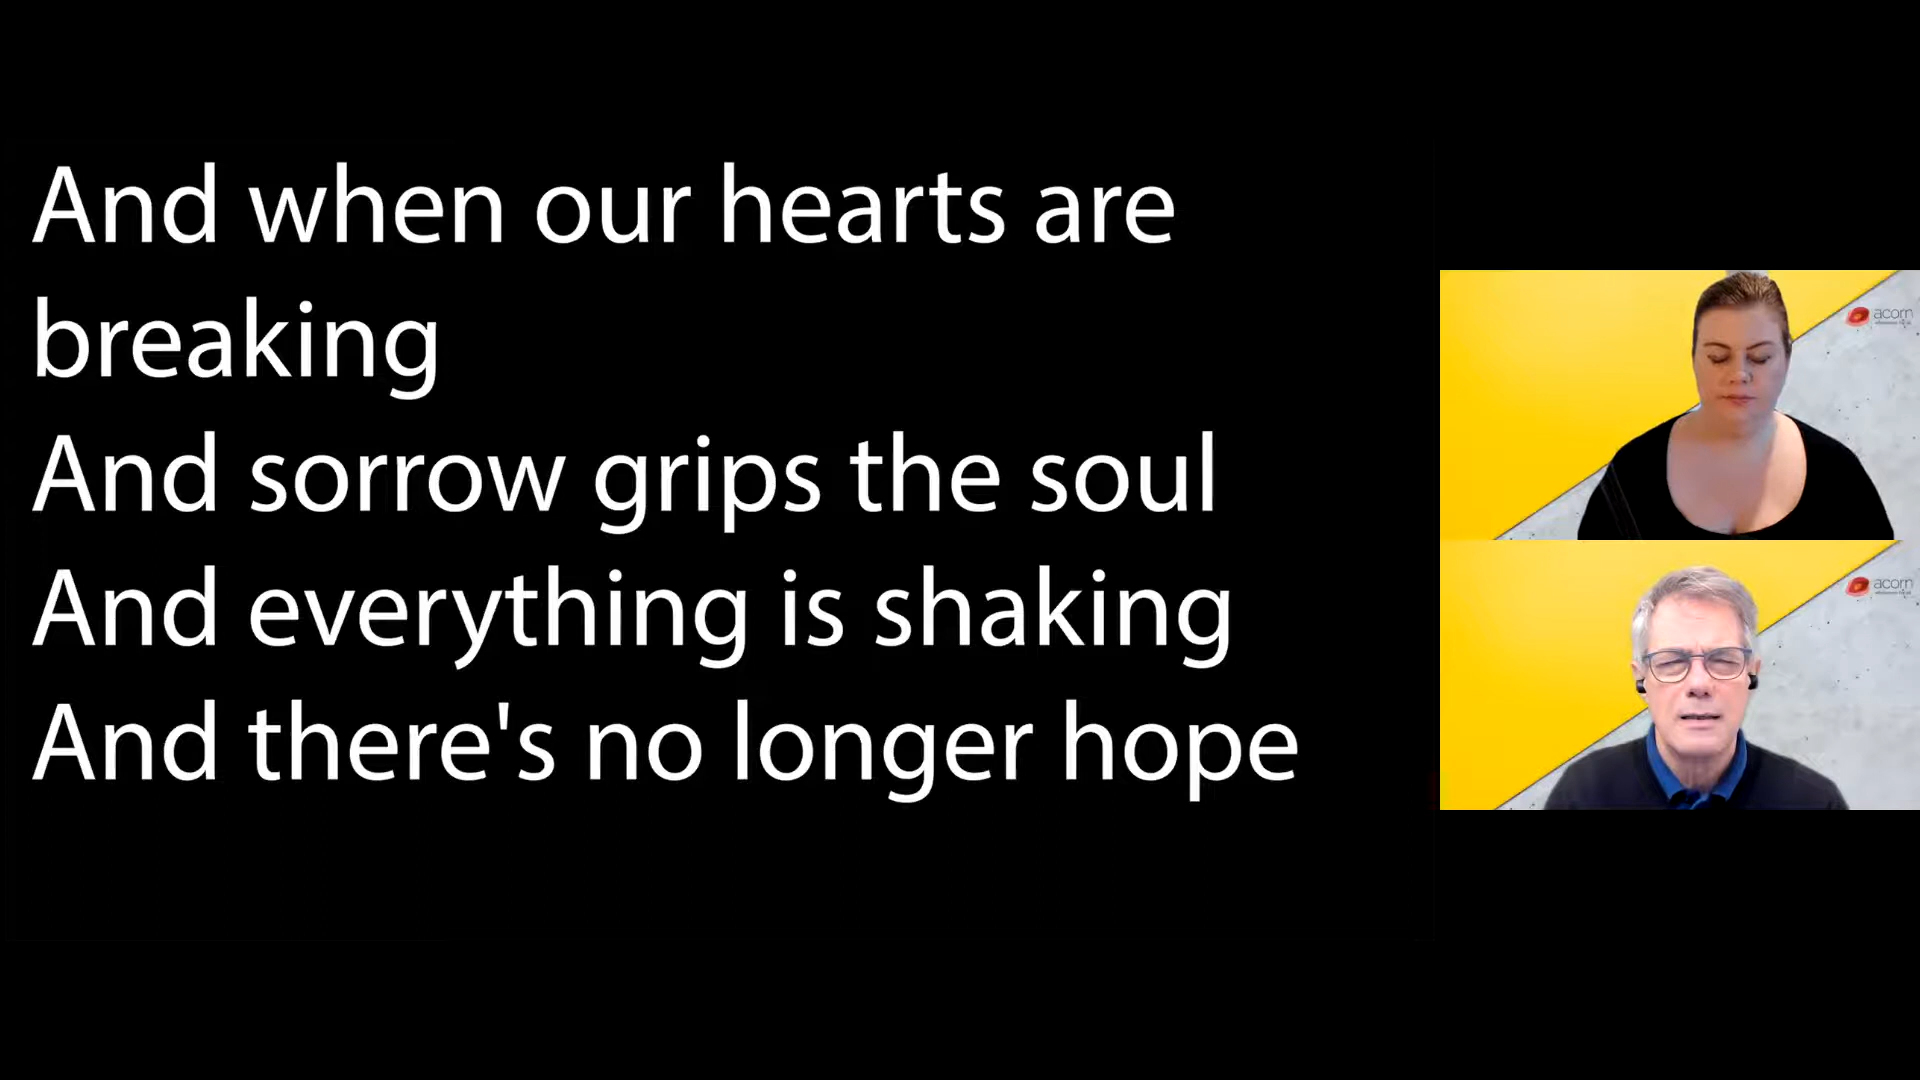 And when our hearts are
breaking
And sorrow grips the soul
And everything is shaking
And there's no longer hope
acorn
acorn